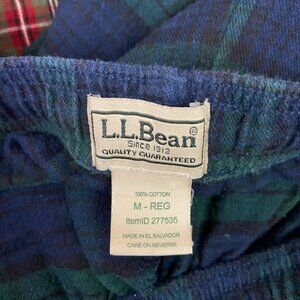 L.L.Bean®
Since 1912
QUALITY GUARANTEED
100% COTTON
M - REG
ItemID 277535
MADE IN EL SALVADOR
CARE ON REVERSE